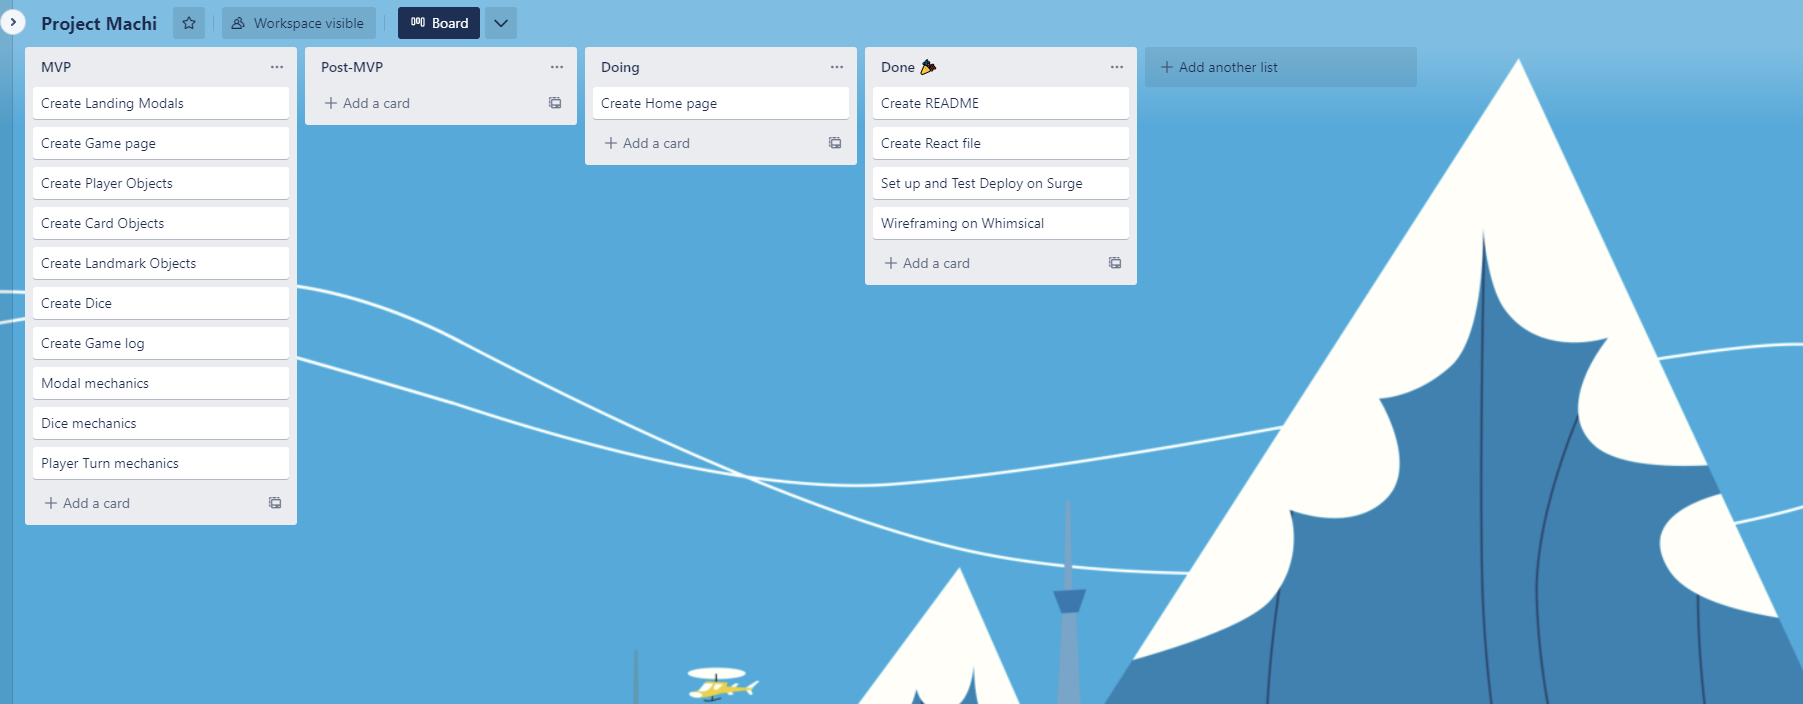 Project Machi
Workspace visible
Board
MVP
Create Landing Modals
Create Game page
Create Player Objects
Create Card Objects
Create Landmark Objects
Create Dice
Create Game log
Modal mechanics
Dice mechanics
Player Turn mechanics
+ Add a card
Post-MVP
+ Add a card
Doing
Create Home page
+ Add a card
Done 🎉
Create README
Create React file
Set up and Test Deploy on Surge
Wireframing on Whimsical
+ Add a card
+ Add another list